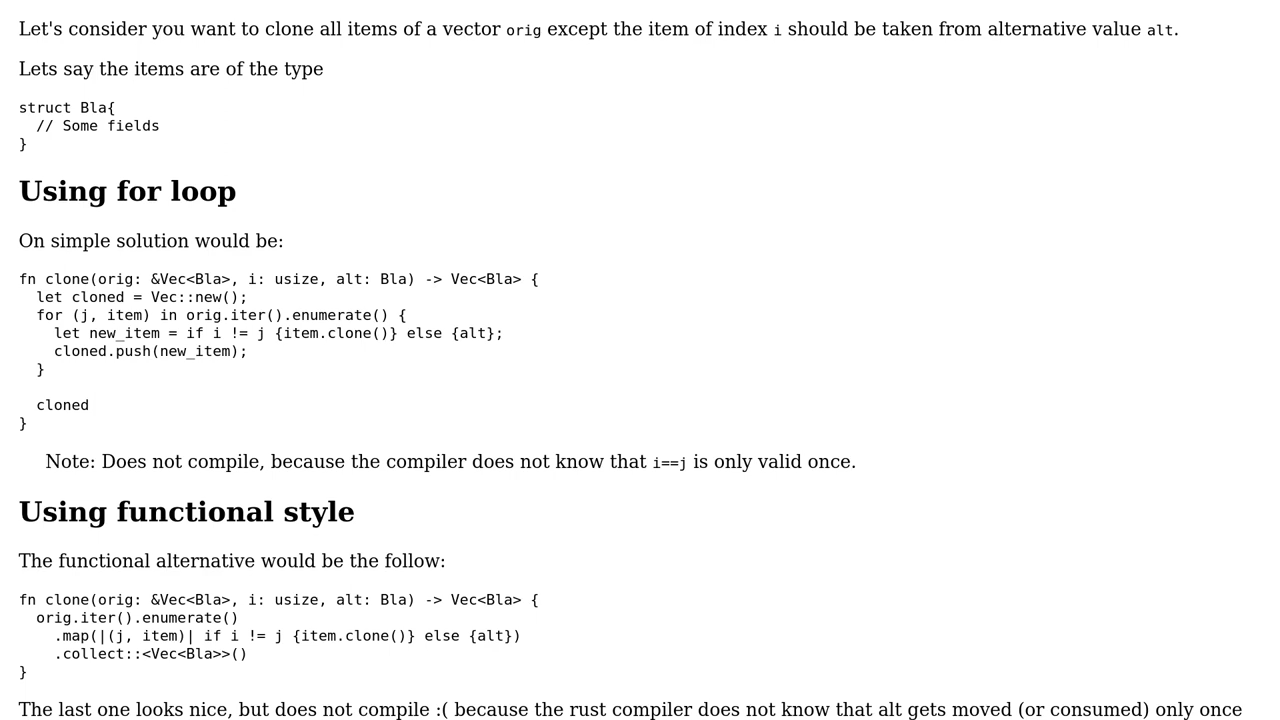 Let's consider you want to clone all items of a vector orig except the item of index i should be taken from alternative value alt.
Lets say the items are of the type
struct Bla{
  // Some fields
}
Using for loop
On simple solution would be:
fn clone(orig: &Vec<Bla>, i: usize, alt: Bla) -> Vec<Bla> {
  let cloned = Vec::new();
  for (j, item) in orig.iter().enumerate() {
    let new_item = if i != j {item.clone()} else {alt};
    cloned.push(new_item);
  }
  cloned
}
Note: Does not compile, because the compiler does not know that i==j is only valid once.
Using functional style
The functional alternative would be the follow:
fn clone(orig: &Vec<Bla>, i: usize, alt: Bla) -> Vec<Bla> {
  orig.iter().enumerate()
    .map(|(j, item)| if i != j {item.clone()} else {alt})
    .collect::<Vec<Bla>>()
}
The last one looks nice, but does not compile :( because the rust compiler does not know that alt gets moved (or consumed) only once